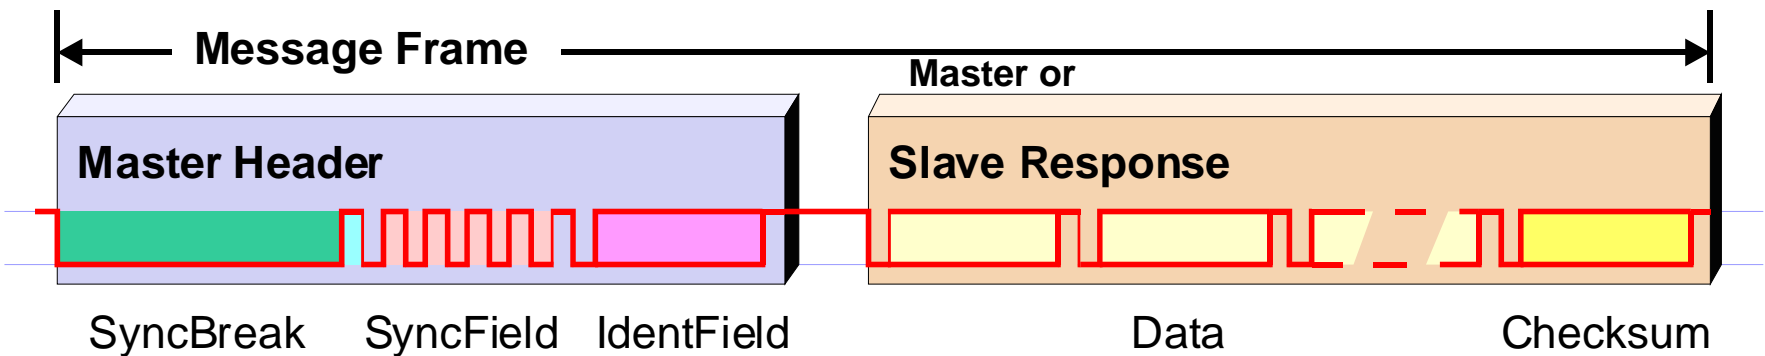 Message Frame
Master or
Master Header
Slave Response
SyncBreak SyncField IdentField Data Checksum